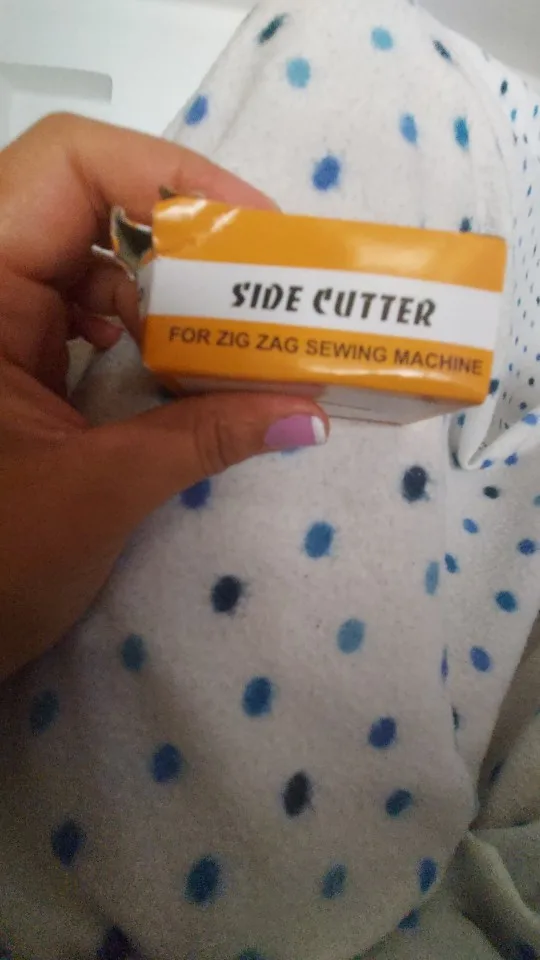 SIDE CUTTER
FOR ZIG ZAG SEWING MACHINE